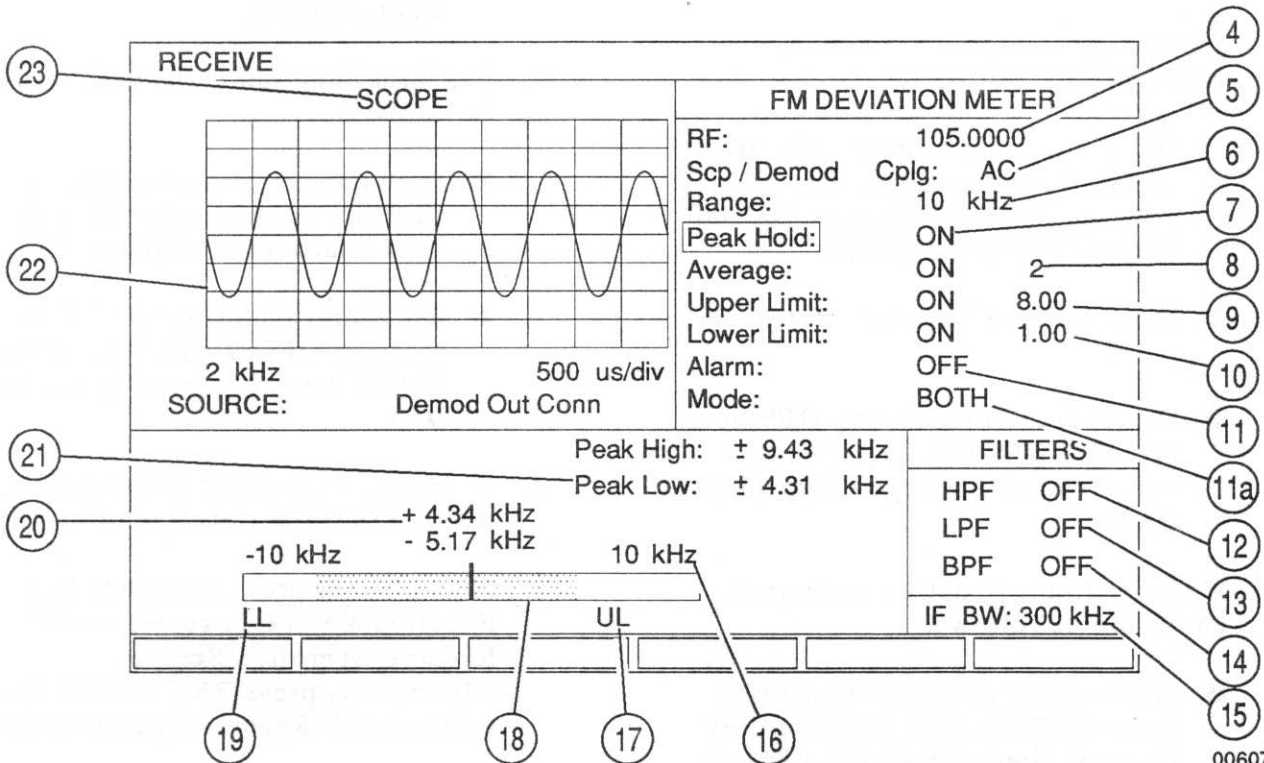 RECEIVE
SCOPE
2 kHz 500 us/div
SOURCE: Demod Out Conn
FM DEVIATION METER
RF: 105.0000
Scp / Demod Cplg: AC
Range: 10 kHz
Peak Hold: ON
Average: ON 2
Upper Limit: ON 8.00
Lower Limit: ON 1.00
Alarm: OFF
Mode: BOTH
Peak High: ± 9.43 kHz
Peak Low: ± 4.31 kHz
+ 4.34 kHz
- 5.17 kHz
-10 kHz 10 kHz
LL UL
FILTERS
HPF OFF
LPF OFF
BPF OFF
IF BW: 300 kHz
4
5
6
7
8
9
10
11
11a
12
13
14
15
16
17
18
19
20
21
22
23
00607